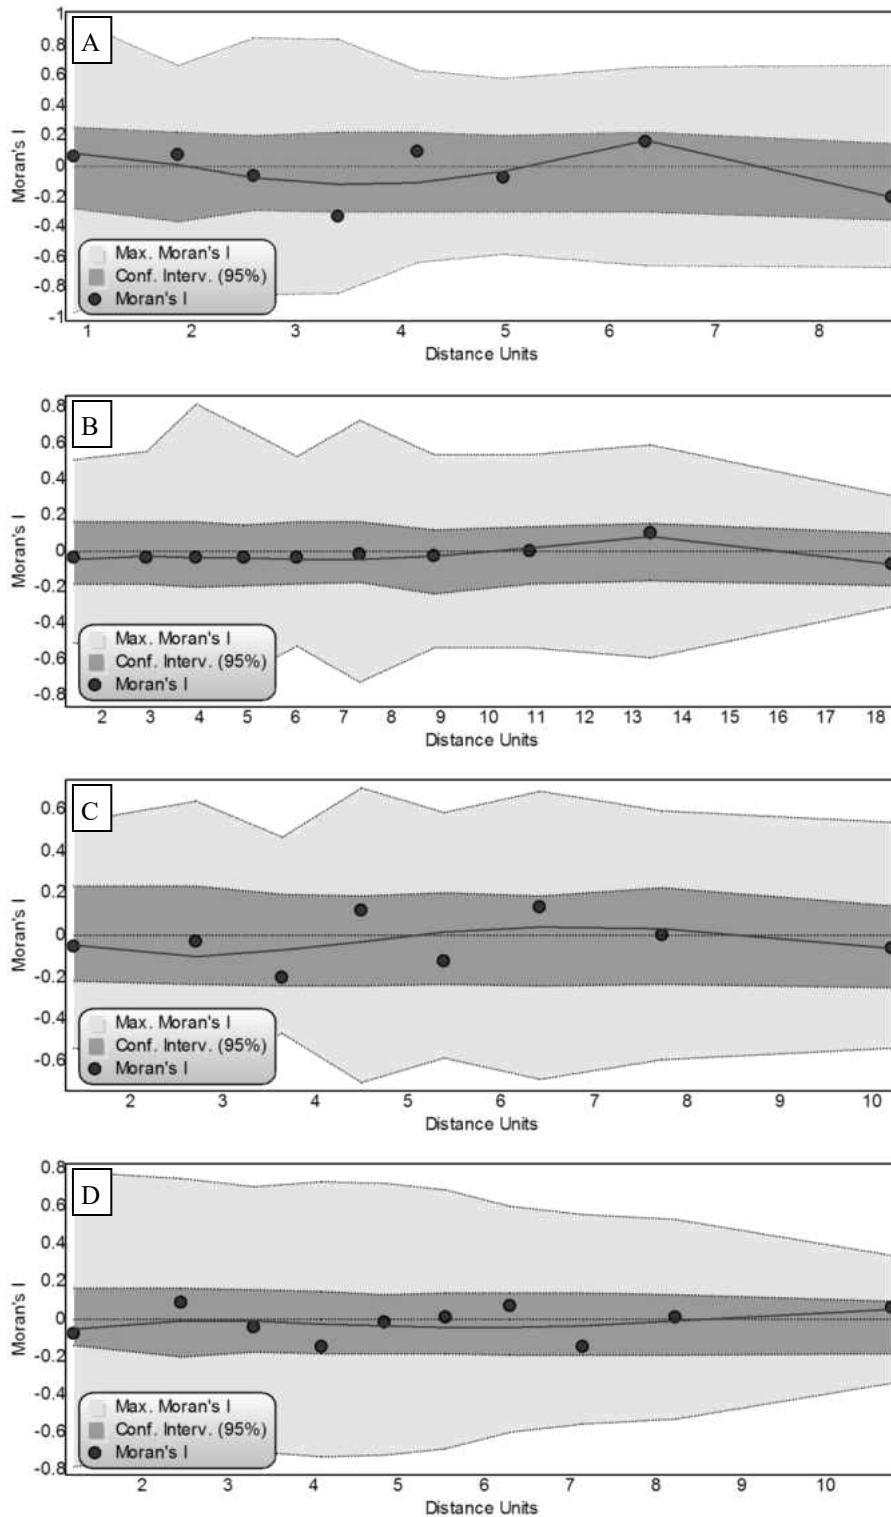 A
1
0.8
0.6
0.4
0.2
0
-0.2
-0.4
-0.6
-0.8
-1
Moran's I
Max. Moran's I
Conf. Interv. (95%)
Moran's I
1 2 3 4 5 6 7 8
Distance Units
B
0.8
0.6
0.4
0.2
0
-0.2
-0.4
-0.6
-0.8
Moran's I
Max. Moran's I
Conf. Interv. (95%)
Moran's I
2 3 4 5 6 7 8 9 10 11 12 13 14 15 16 17 18
Distance Units
C
0.6
0.4
0.2
0
-0.2
-0.4
-0.6
Moran's I
Max. Moran's I
Conf. Interv. (95%)
Moran's I
2 3 4 5 6 7 8 9 10
Distance Units
D
0.8
0.6
0.4
0.2
0
-0.2
-0.4
-0.6
-0.8
Moran's I
Max. Moran's I
Conf. Interv. (95%)
Moran's I
2 3 4 5 6 7 8 9 10
Distance Units